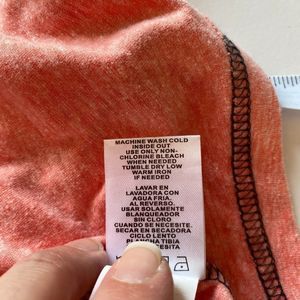 MACHINE WASH COLD
INSIDE OUT
USE ONLY NON-
CHLORINE BLEACH
WHEN NEEDED
TUMBLE DRY LOW
WARM IRON
IF NEEDED
LAVAR EN
LAVADORA CON
AGUA FRIA,
AL REVERSO.
USAR SOLAMENTE
BLANQUEADOR
SIN CLORO
CUANDO SE NECESITE.
SECAR EN SECADORA
CICLO LENTO
PLANCHA TIBIA
NECESITA